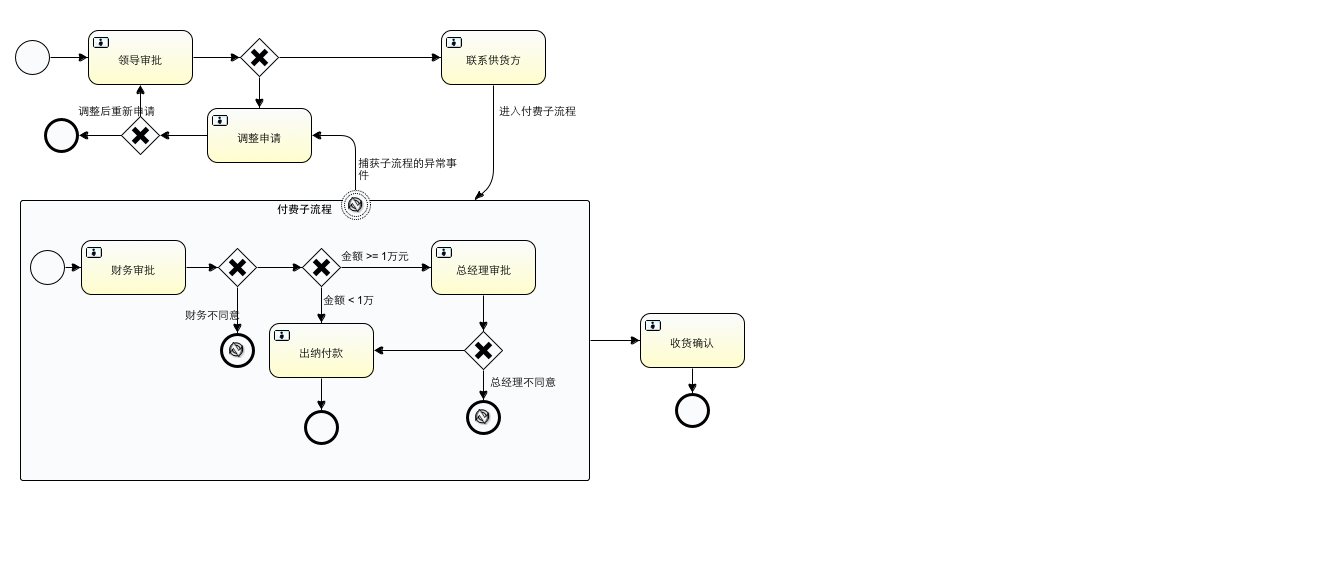 领导审批
联系供货方
调整后重新申请
进入付费子流程
调整申请
捕获子流程的异常事
件
付费子流程
金额 >= 1万元
财务审批
总经理审批
金额 < 1万
财务不同意
收货确认
出纳付款
总经理不同意